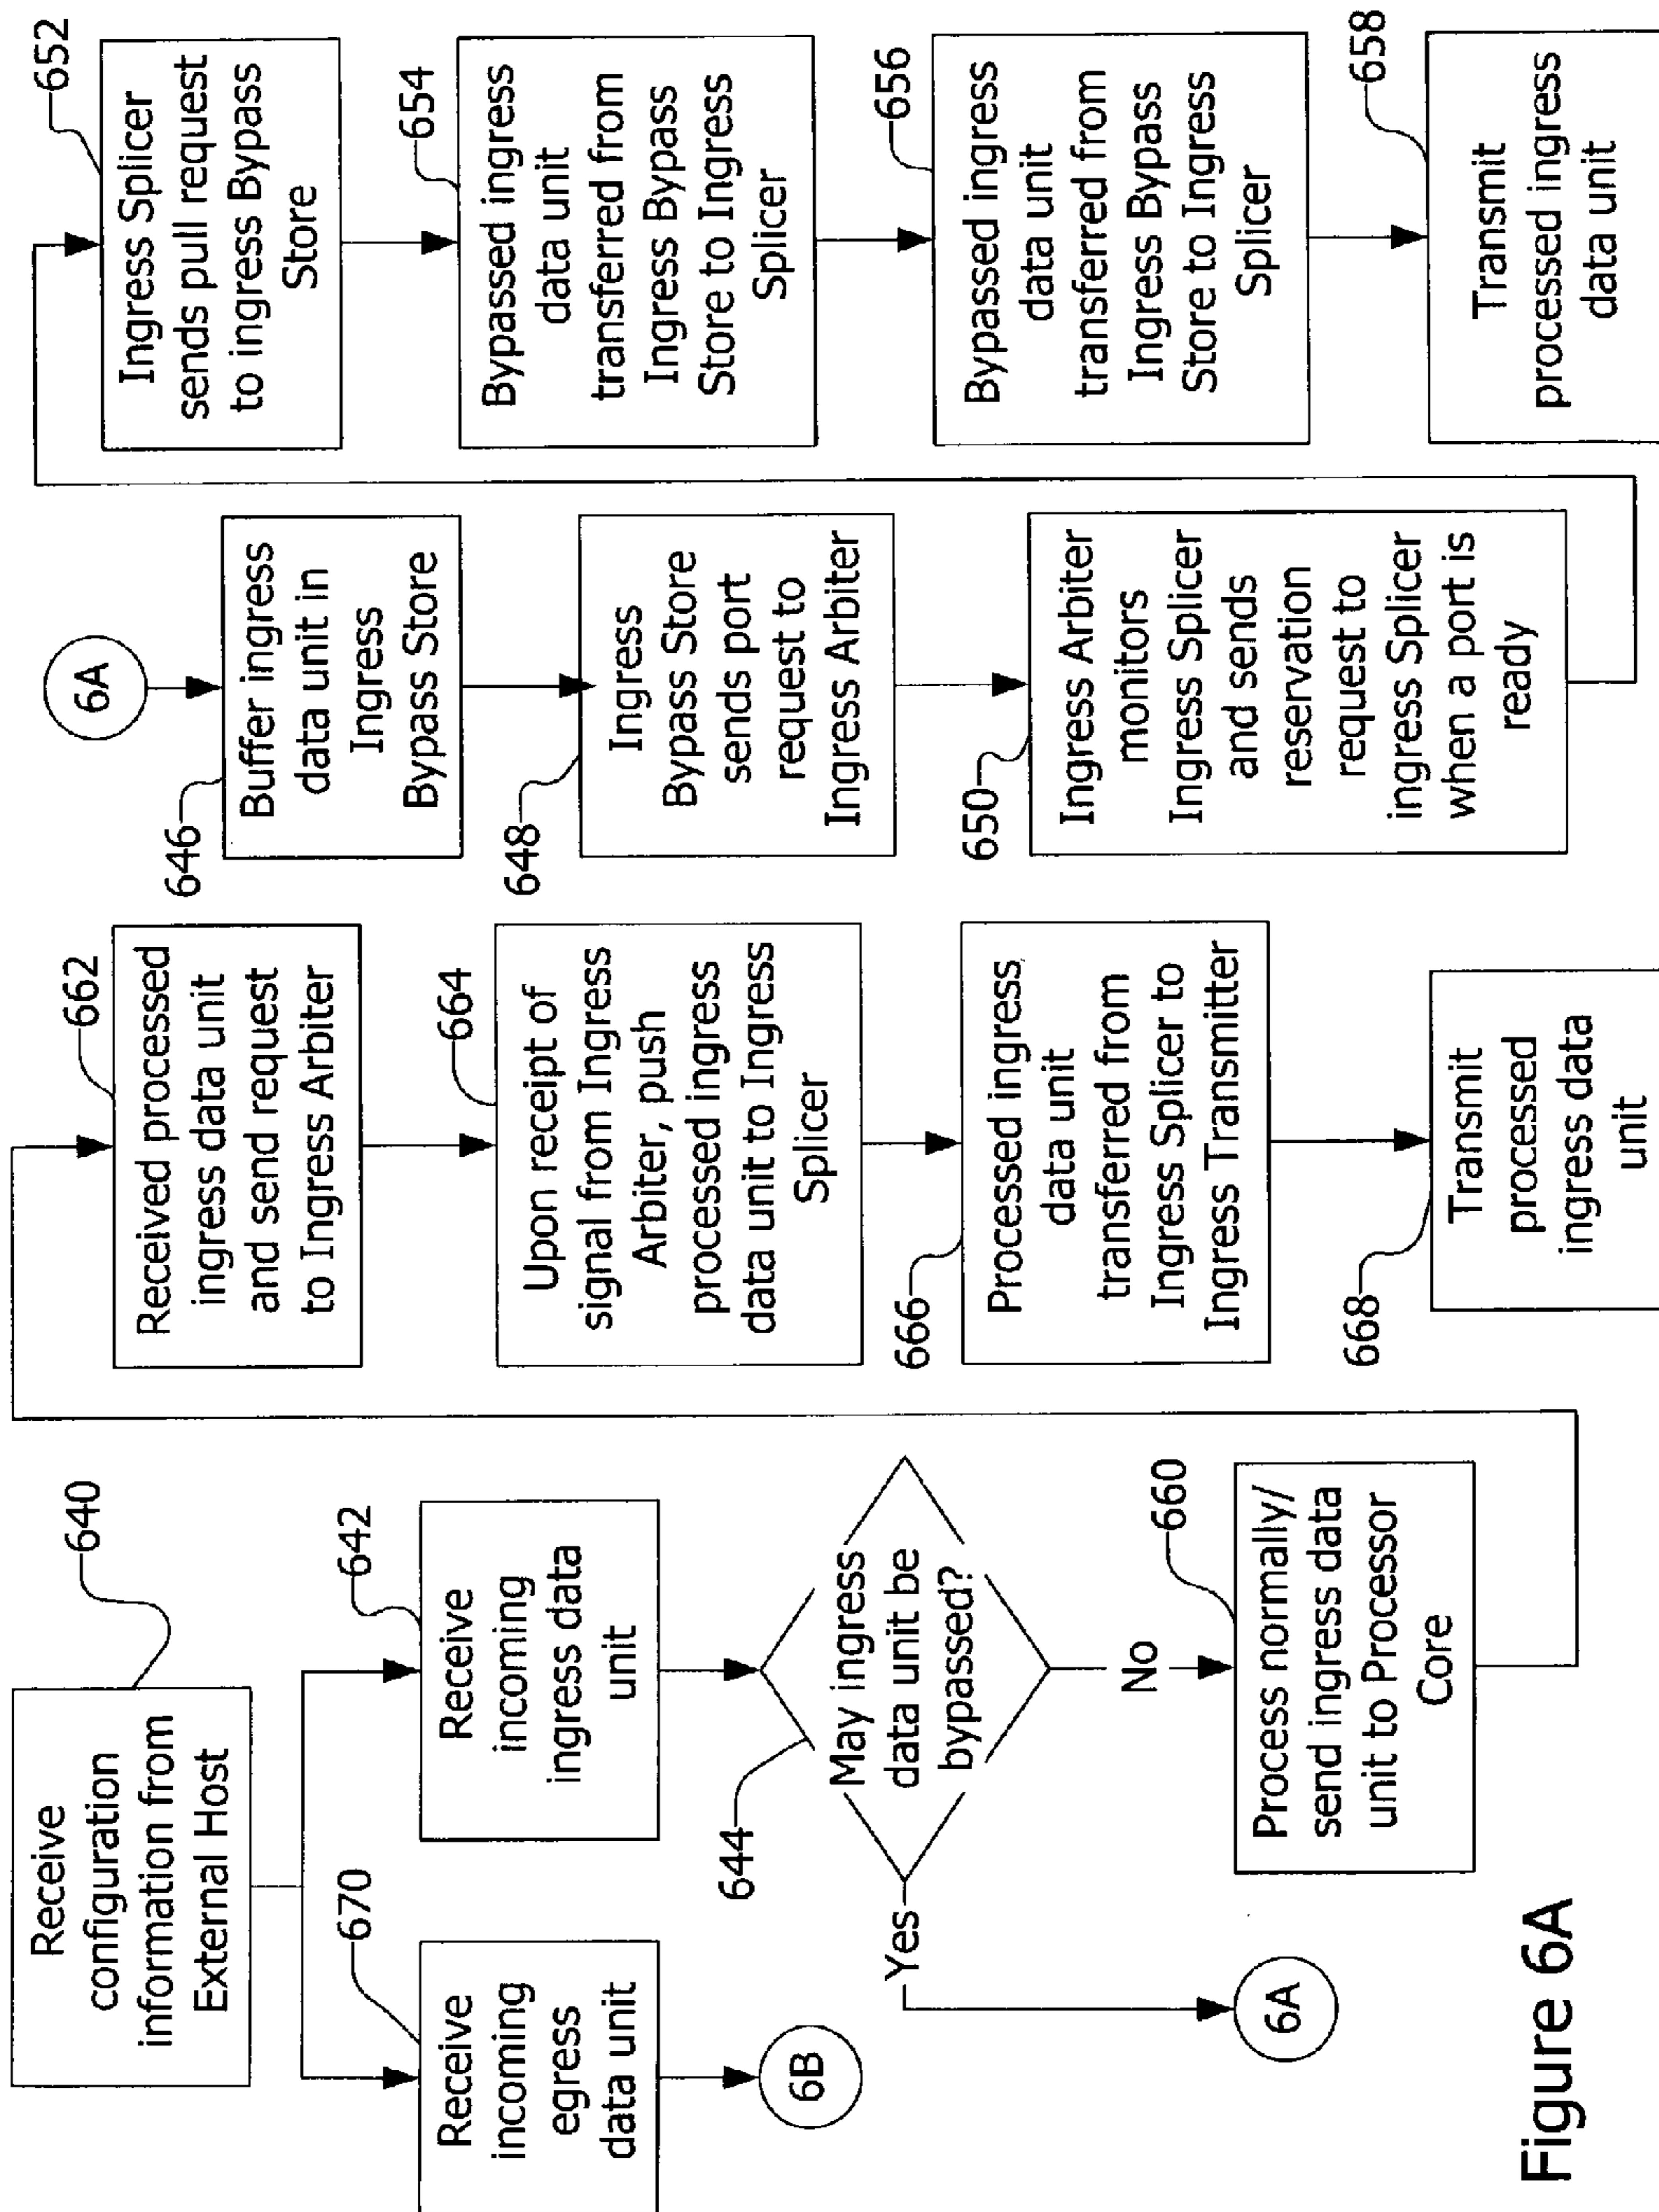 Receive
configuration
information from
External Host
640
Receive
incoming
egress
data unit
670
6B
Receive
incoming
ingress data
unit
642
May ingress
data unit be
bypassed?
644
Yes
6A
No
Process normally/
send ingress data
unit to Processor
Core
660
Received processed
ingress data unit
and send request
to Ingress Arbiter
662
Upon receipt of
signal from Ingress
Arbiter, push
processed ingress
data unit to Ingress
Splicer
664
Processed ingress
data unit
transferred from
Ingress Splicer to
Ingress Transmitter
666
Transmit
processed
ingress data
unit
668
6A
Buffer ingress
data unit in
Ingress
Bypass Store
646
Ingress
Bypass Store
sends port
request to
Ingress Arbiter
648
Ingress Arbiter
monitors
Ingress Splicer
and sends
reservation
request to
ingress Splicer
when a port is
ready
650
Ingress Splicer
sends pull request
to ingress Bypass
Store
652
Bypassed ingress
data unit
transferred from
Ingress Bypass
Store to Ingress
Splicer
654
Bypassed ingress
data unit
transferred from
Ingress Bypass
Store to Ingress
Splicer
656
Transmit
processed ingress
data unit
658
Figure 6A